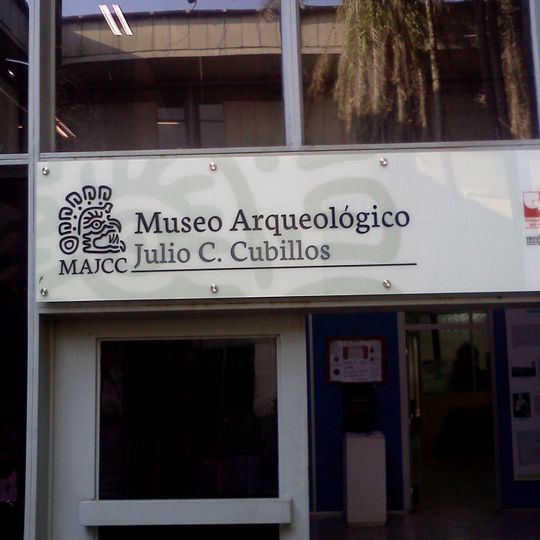 Museo Arqueológico
Julio C. Cubillos
MAJCC